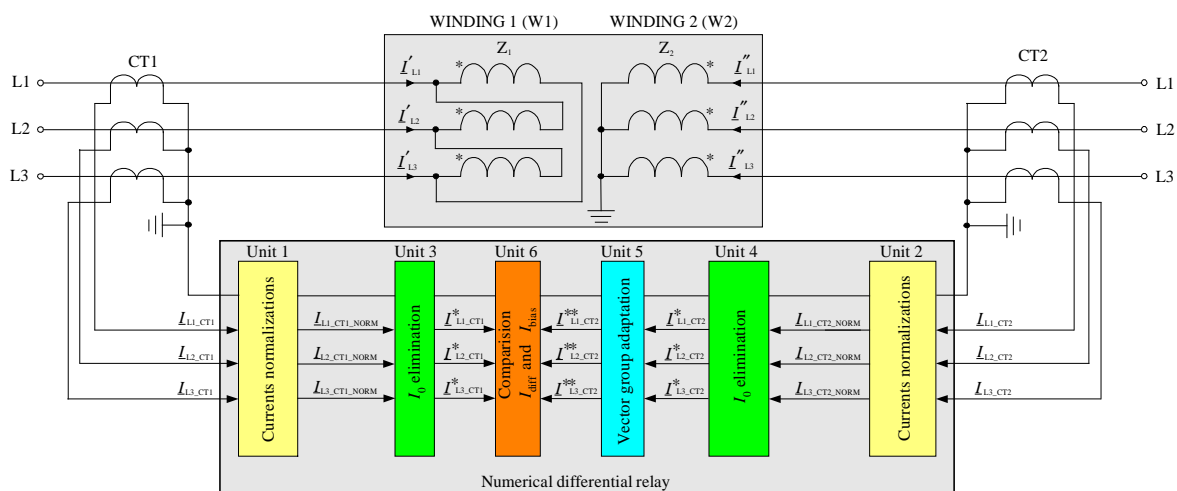 WINDING 1 (W1) WINDING 2 (W2)
CT1 Z1 Z2 CT2
L1 I′L1 * * I″L1 L1
L2 I′L2 * * I″L2 L2
L3 I′L3 * * I″L3 L3
Unit 1 Unit 3 Unit 6 Unit 5 Unit 4 Unit 2
Currents normalizations
I0 elimination
Comparision
Idiff and Ibias
Vector group adaptation
I0 elimination
Currents normalizations
IL1_CT1 IL1_CT1_NORM I*L1_CT1 I**L1_CT2 I*L1_CT2 IL1_CT2_NORM IL1_CT2
IL2_CT1 IL2_CT1_NORM I*L2_CT1 I**L2_CT2 I*L2_CT2 IL2_CT2_NORM IL2_CT2
IL3_CT1 IL3_CT1_NORM I*L3_CT1 I**L3_CT2 I*L3_CT2 IL3_CT2_NORM IL3_CT2
Numerical differential relay